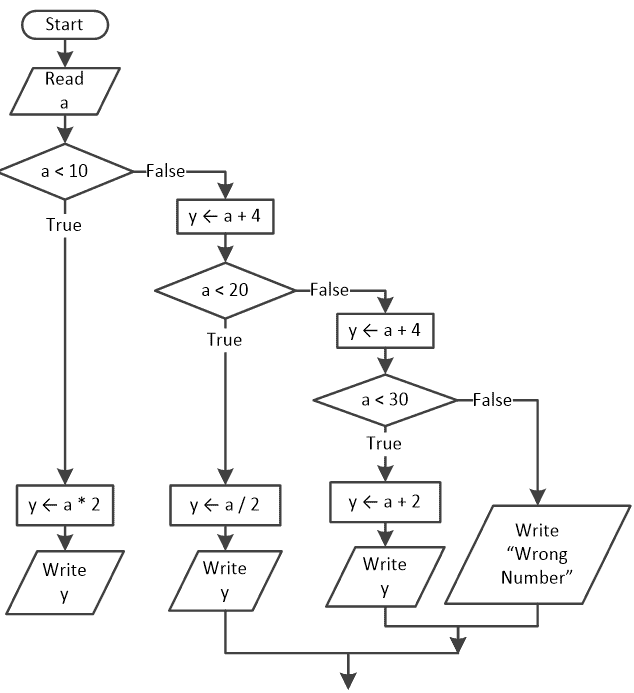 Start
Read
a
a < 10
False
True
y ← a + 4
a < 20
False
True
y ← a + 4
a < 30
False
True
y ← a * 2
y ← a / 2
y ← a + 2
Write
y
Write
y
Write
y
Write
“Wrong
Number”